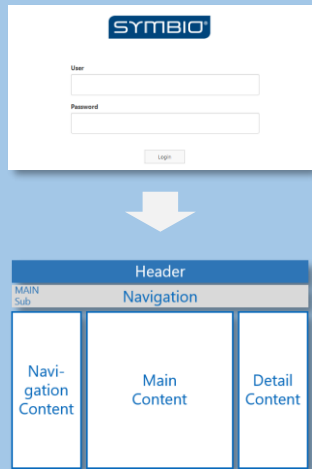 SYMBIO
User
Password
Login
Header
MAIN
Sub
Navigation
Navi-
gation
Content
Main
Content
Detail
Content